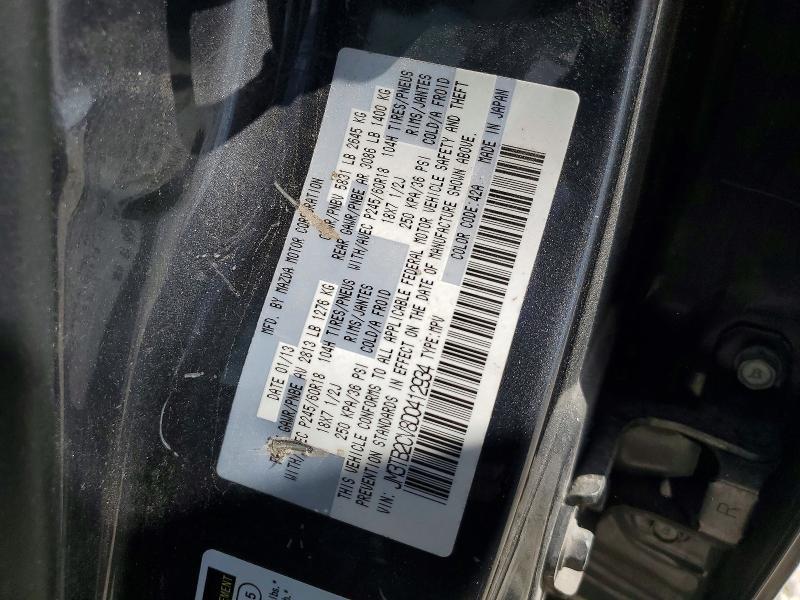 MFD. BY MAZDA MOTOR CORPORATION
DATE 01/13 GVWR/PNBV 5831 LB 2645 KG
GAWR/PNBE AV 2813 LB 1276 KG REAR GAWR/PNBE AR 3086 LB 1400 KG
WITH/AVEC P245/60R18 104H TIRES/PNEUS WITH/AVEC P245/60R18 104H TIRES/PNEUS
18X7 1/2J RIMS/JANTES 18X7 1/2J RIMS/JANTES
250 KPA/36 PSI COLD/A FROID 250 KPA/36 PSI COLD/A FROID
THIS VEHICLE CONFORMS TO ALL APPLICABLE FEDERAL MOTOR VEHICLE SAFETY AND THEFT
PREVENTION STANDARDS IN EFFECT ON THE DATE OF MANUFACTURE SHOWN ABOVE.
VIN: JM3TB2CV8D0412934 TYPE:MPV COLOR CODE:42A MADE IN JAPAN
5
lbs.
R